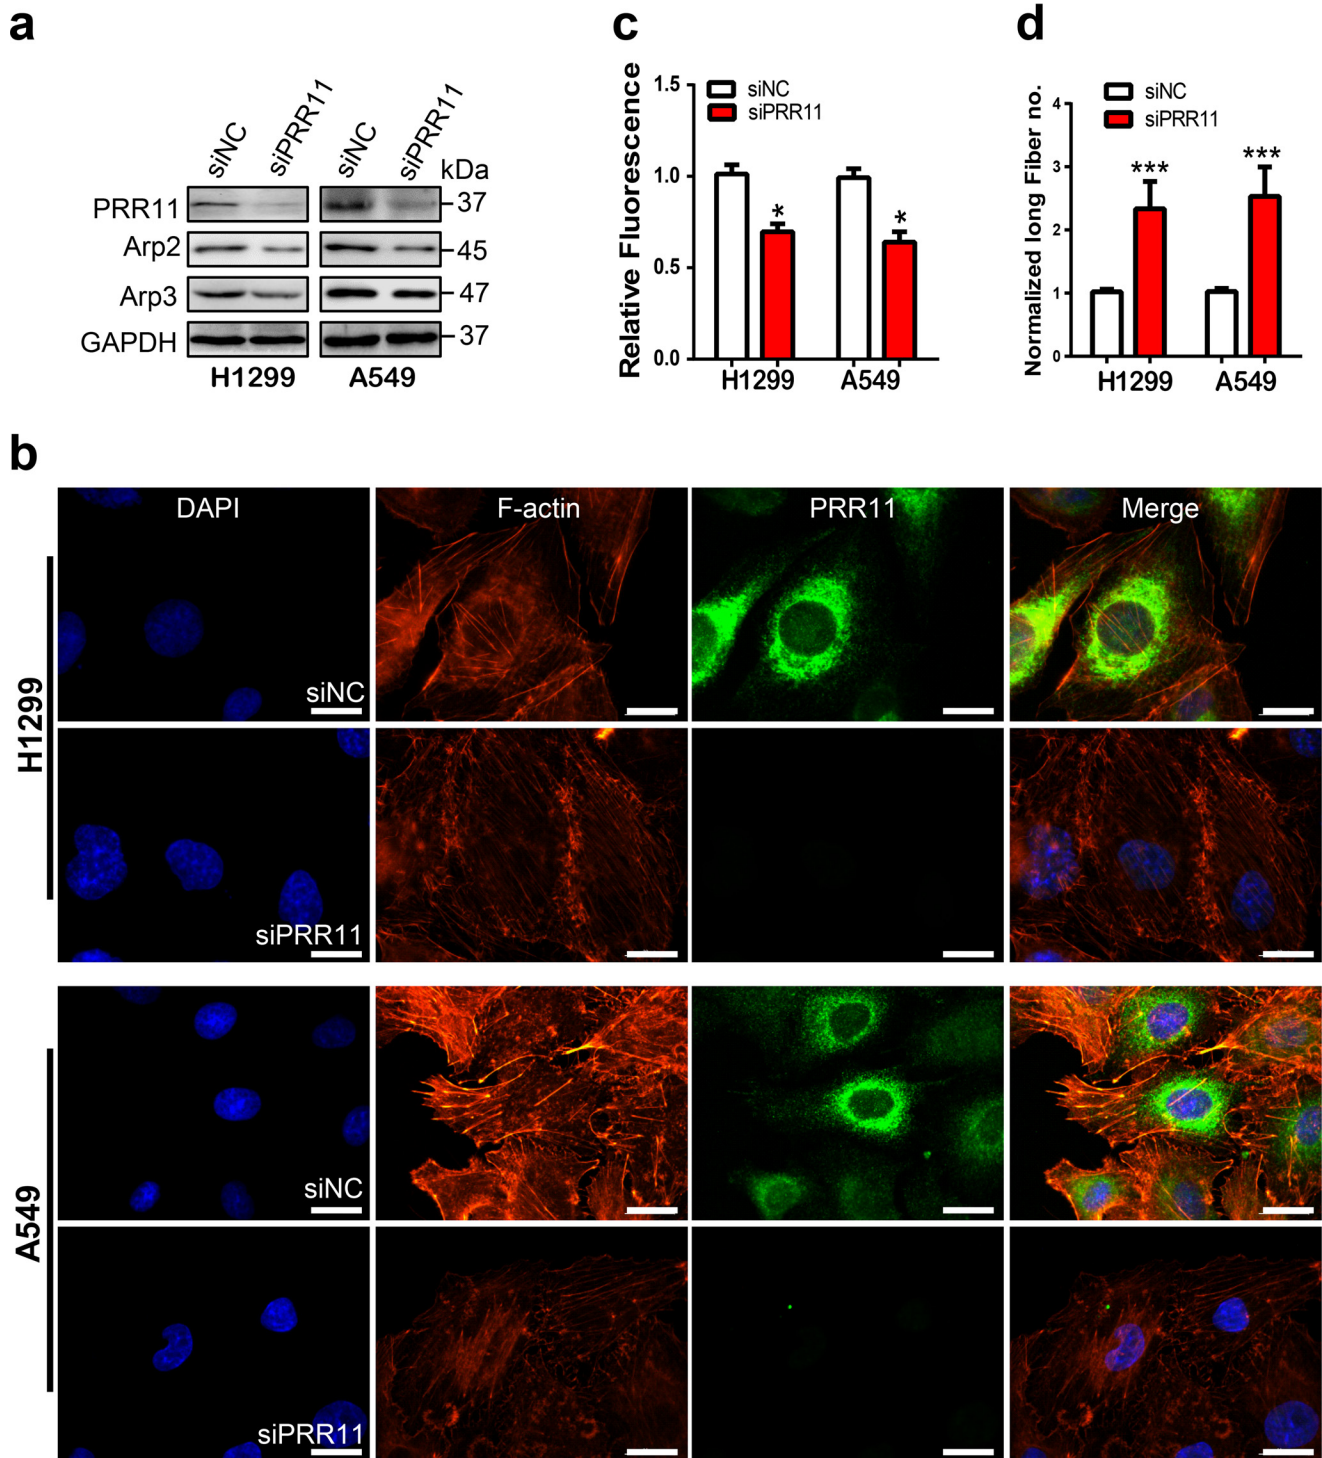 a
siNC siPRR11 siNC siPRR11
kDa
PRR11 37
Arp2 45
Arp3 47
GAPDH 37
H1299 A549
c
Relative Fluorescence
1.5
1.0
0.5
0.0
siNC
siPRR11
* *
H1299 A549
d
Normalized long Fiber no.
4
3
2
1
0
siNC
siPRR11
*** ***
H1299 A549
b
DAPI F-actin PRR11 Merge
H1299
siNC
siPRR11
A549
siNC
siPRR11